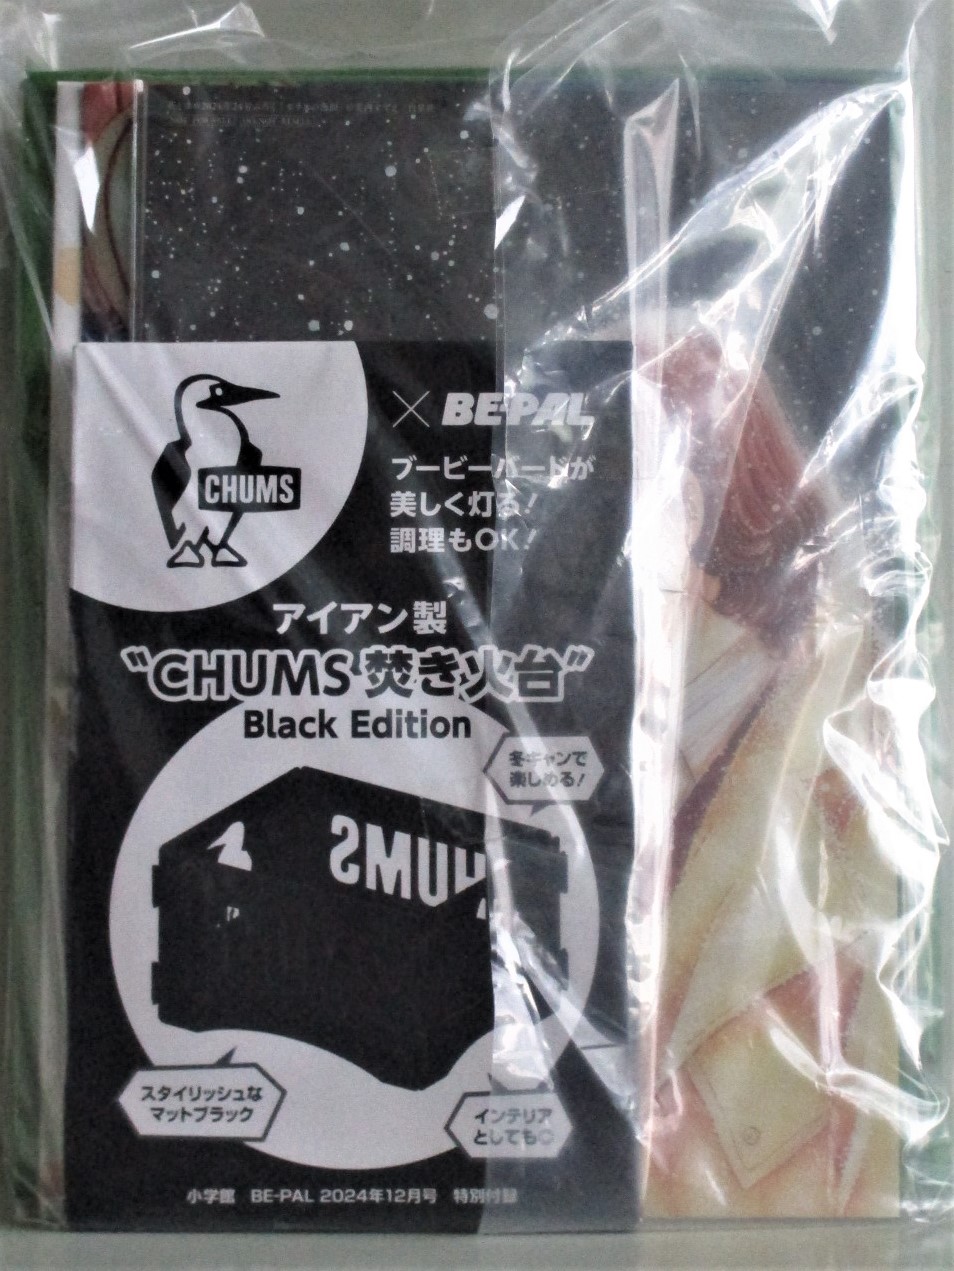 CHUMS
× BE-PAL
ブービーバードが
美しく灯る!
調理もOK!
アイアン製
"CHUMS 焚き火台"
Black Edition
冬キャンで
楽しめる!
CHUMS
スタイリッシュな
マットブラック
インテリア
としても◎
小学館 BE-PAL 2024年12月号 特別付録